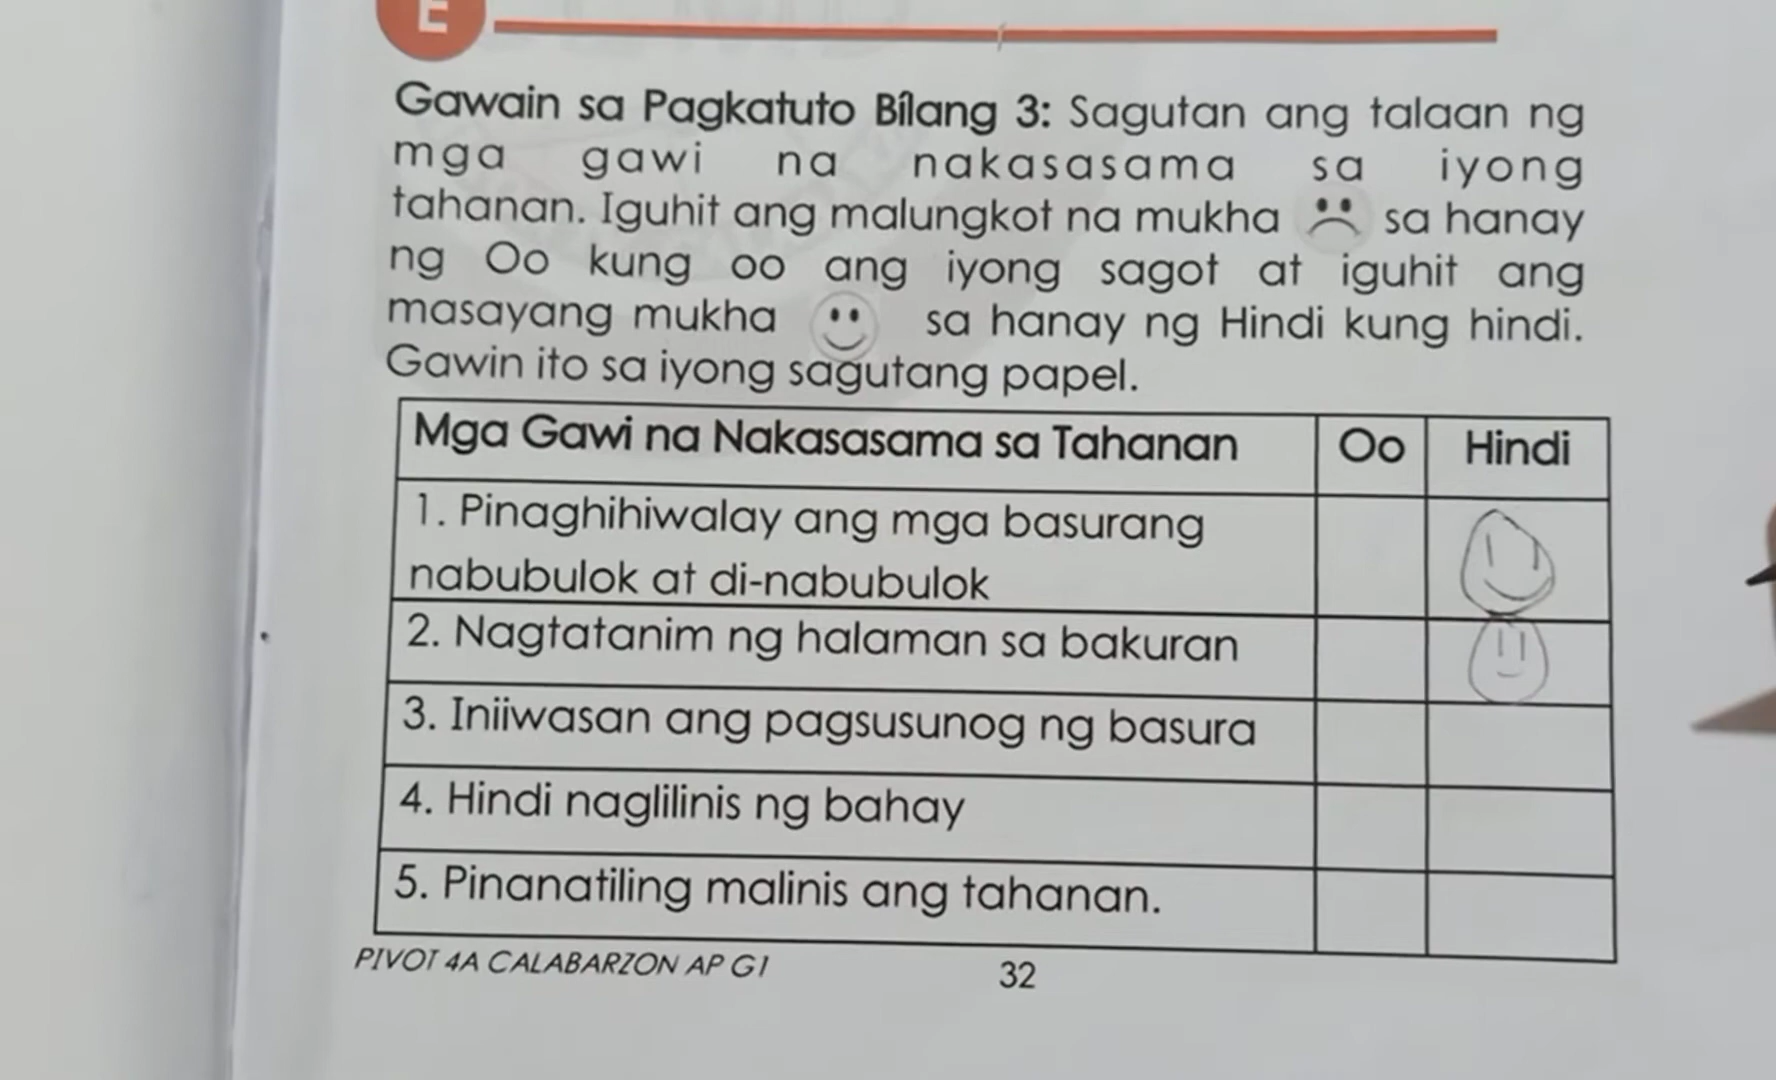 E
Gawain sa Pagkatuto Bilang 3: Sagutan ang talaan ng
mga gawi na nakasasama sa iyong
tahanan. Iguhit ang malungkot na mukha sa hanay
ng Oo kung oo ang iyong sagot at iguhit ang
masayang mukha sa hanay ng Hindi kung hindi.
Gawin ito sa iyong sagutang papel.
Mga Gawi na Nakasasama sa Tahanan Oo Hindi
1. Pinaghihiwalay ang mga basurang
nabubulok at di-nabubulok
2. Nagtatanim ng halaman sa bakuran
3. Iniiwasan ang pagsusunog ng basura
4. Hindi naglilinis ng bahay
5. Pinanatiling malinis ang tahanan.
PIVOT 4A CALABARZON AP G1 32